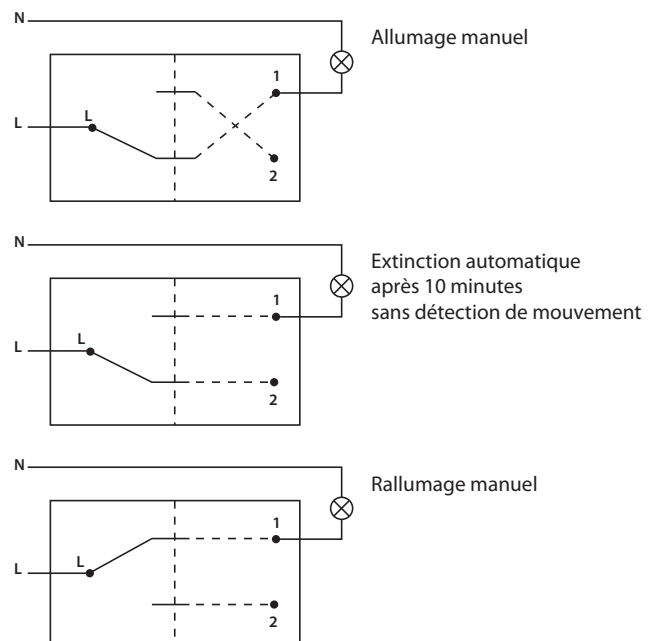 N
Allumage manuel
1
L
L
2
N
Extinction automatique
après 10 minutes
sans détection de mouvement
1
L
L
2
N
Rallumage manuel
1
L
L
2